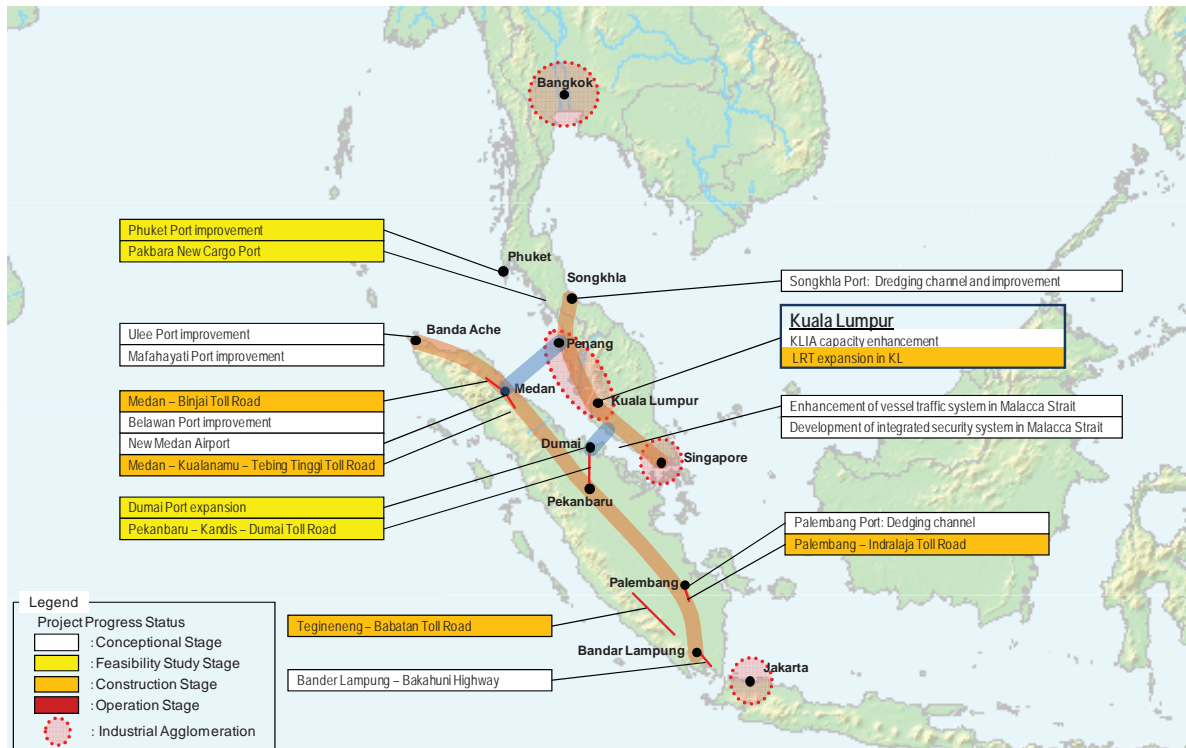 Bangkok
Phuket Port improvement
Pakbara New Cargo Port
Phuket
Songkhla
Songkhla Port: Dredging channel and improvement
Ulee Port improvement
Mafahayati Port improvement
Banda Ache
Penang
Kuala Lumpur
KLIA capacity enhancement
LRT expansion in KL
Medan – Binjai Toll Road
Belawan Port improvement
New Medan Airport
Medan – Kualanamu – Tebing Tinggi Toll Road
Medan
Kuala Lumpur
Enhancement of vessel traffic system in Malacca Strait
Development of integrated security system in Malacca Strait
Dumai
Singapore
Dumai Port expansion
Pekanbaru – Kandis – Dumai Toll Road
Pekanbaru
Palembang Port: Dedging channel
Palembang – Indralaja Toll Road
Palembang
Tegineneng – Babatan Toll Road
Bandar Lampung
Bander Lampung – Bakahuni Highway
Jakarta
Legend
Project Progress Status
: Conceptional Stage
: Feasibility Study Stage
: Construction Stage
: Operation Stage
: Industrial Agglomeration